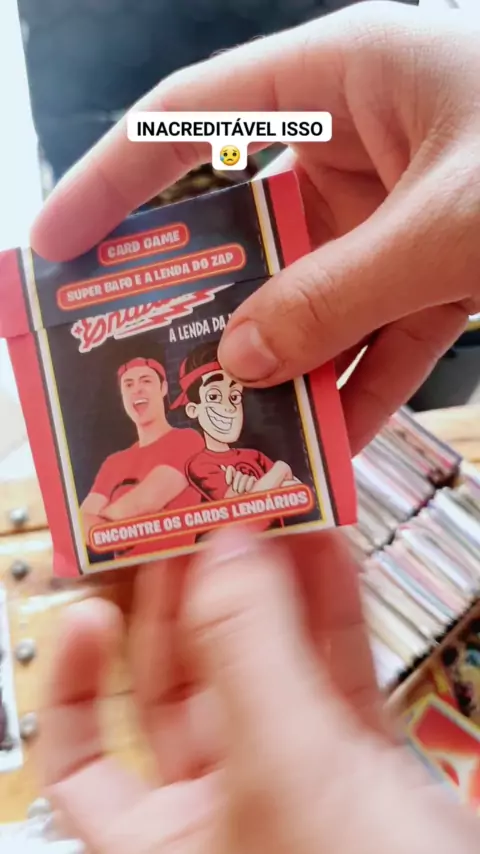 INACREDITÁVEL ISSO
😥
CARD GAME
SUPER BAFO E A LENDA DO ZAP
A LENDA DA
ENCONTRE OS CARDS LENDÁRIOS